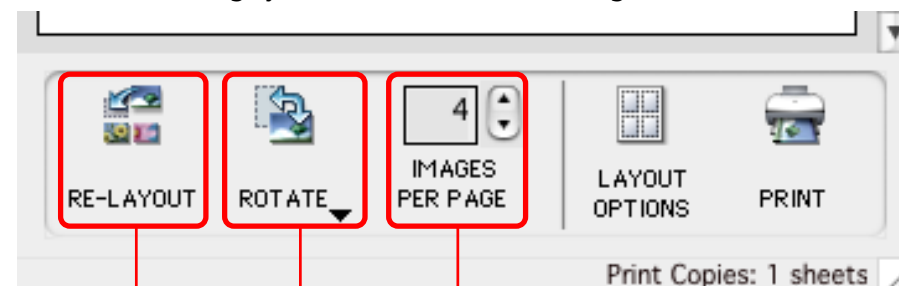 4
RE-LAYOUT
ROTATE
IMAGES
PER PAGE
LAYOUT
OPTIONS
PRINT
Print Copies: 1 sheets